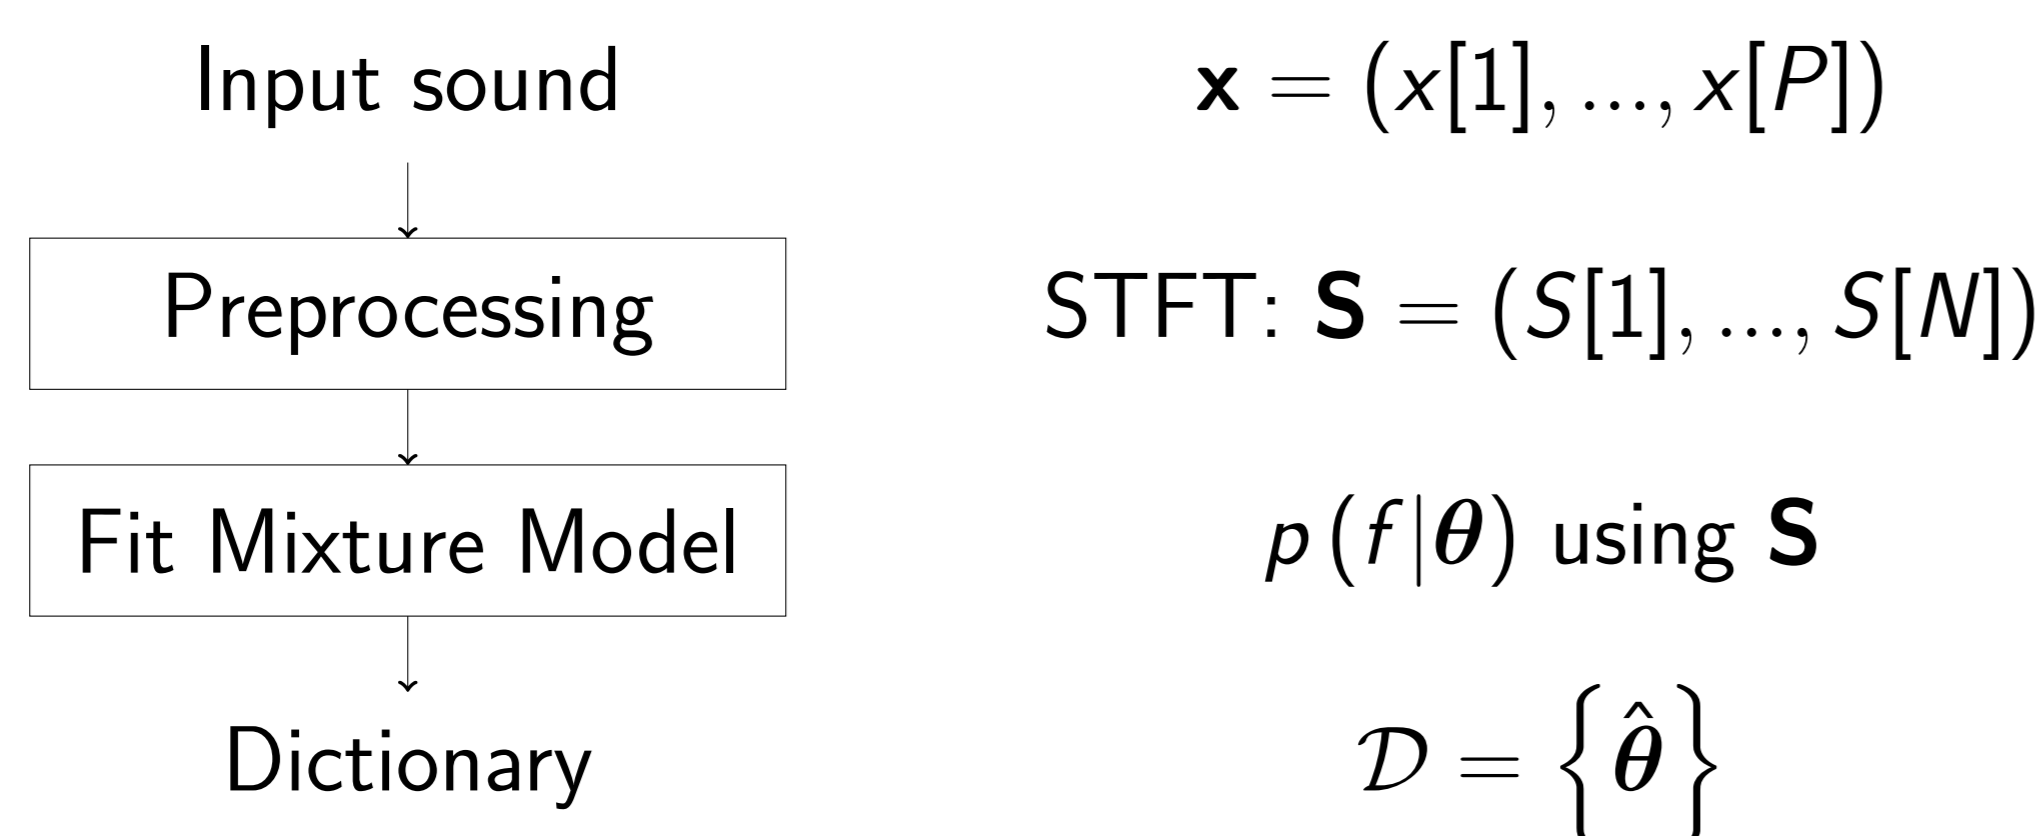 Input sound x = (x[1], ..., x[P])
Preprocessing STFT: S = (S[1], ..., S[N])
Fit Mixture Model p(f|θ) using S
Dictionary 𝒟 = {θ̂}